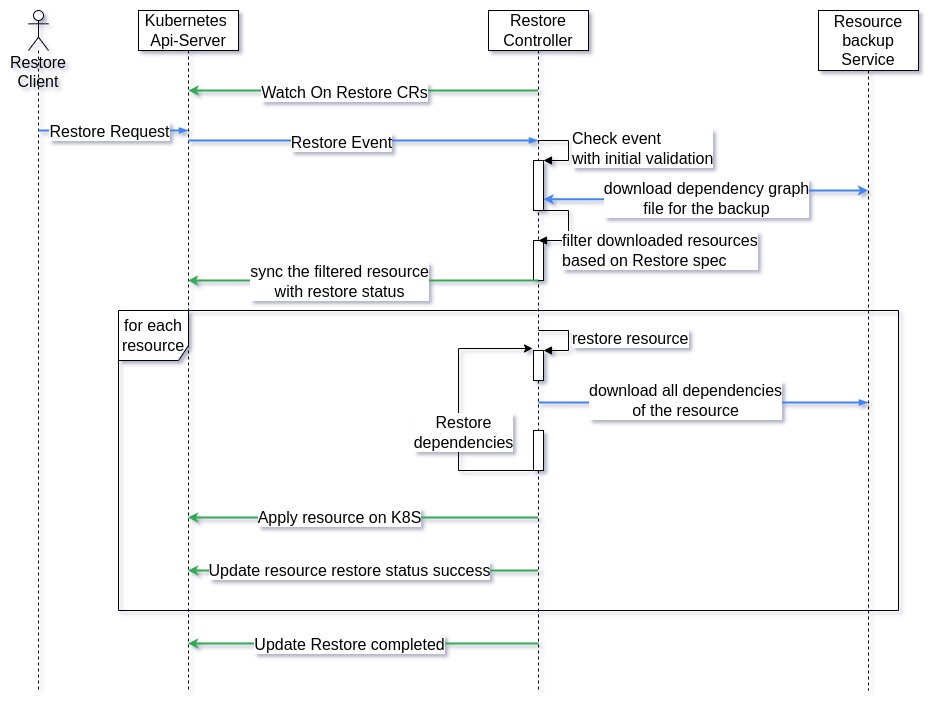 Restore
Client
Kubernetes
Api-Server
Restore
Controller
Resource
backup
Service
Watch On Restore CRs
Restore Request
Restore Event
Check event
with initial validation
download dependency graph
file for the backup
filter downloaded resources
based on Restore spec
sync the filtered resource
with restore status
for each
resource
restore resource
download all dependencies
of the resource
Restore
dependencies
Apply resource on K8S
Update resource restore status success
Update Restore completed